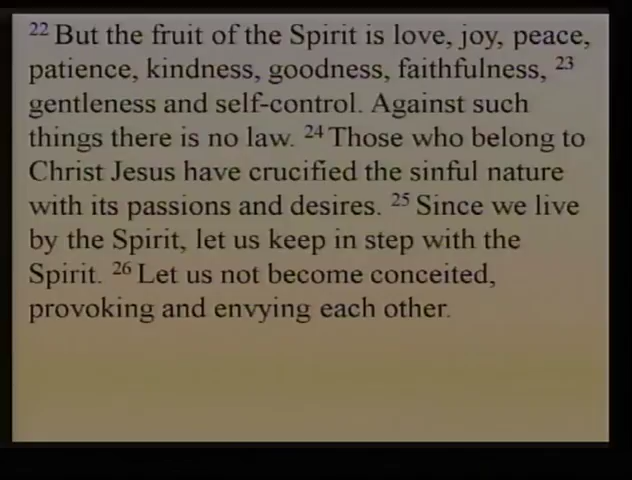 22 But the fruit of the Spirit is love, joy, peace,
patience, kindness, goodness, faithfulness, 23
gentleness and self-control. Against such
things there is no law. 24 Those who belong to
Christ Jesus have crucified the sinful nature
with its passions and desires. 25 Since we live
by the Spirit, let us keep in step with the
Spirit. 26 Let us not become conceited,
provoking and envying each other.